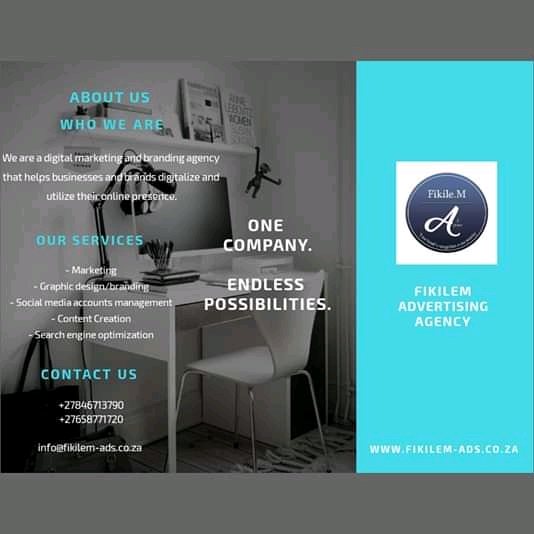 ABOUT US
WHO WE ARE
We are a digital marketing and branding agency
that helps businesses and brands digitalize and
utilize their online presence.
OUR SERVICES
- Marketing
- Graphic design/branding
- Social media accounts management
- Content Creation
- Search engine optimization
CONTACT US
+27846713790
+27658771720
info@fikilem-ads.co.za
ONE
COMPANY.
ENDLESS
POSSIBILITIES.
Fikile.M
A
FIKILEM
ADVERTISING
AGENCY
WWW.FIKILEM-ADS.CO.ZA